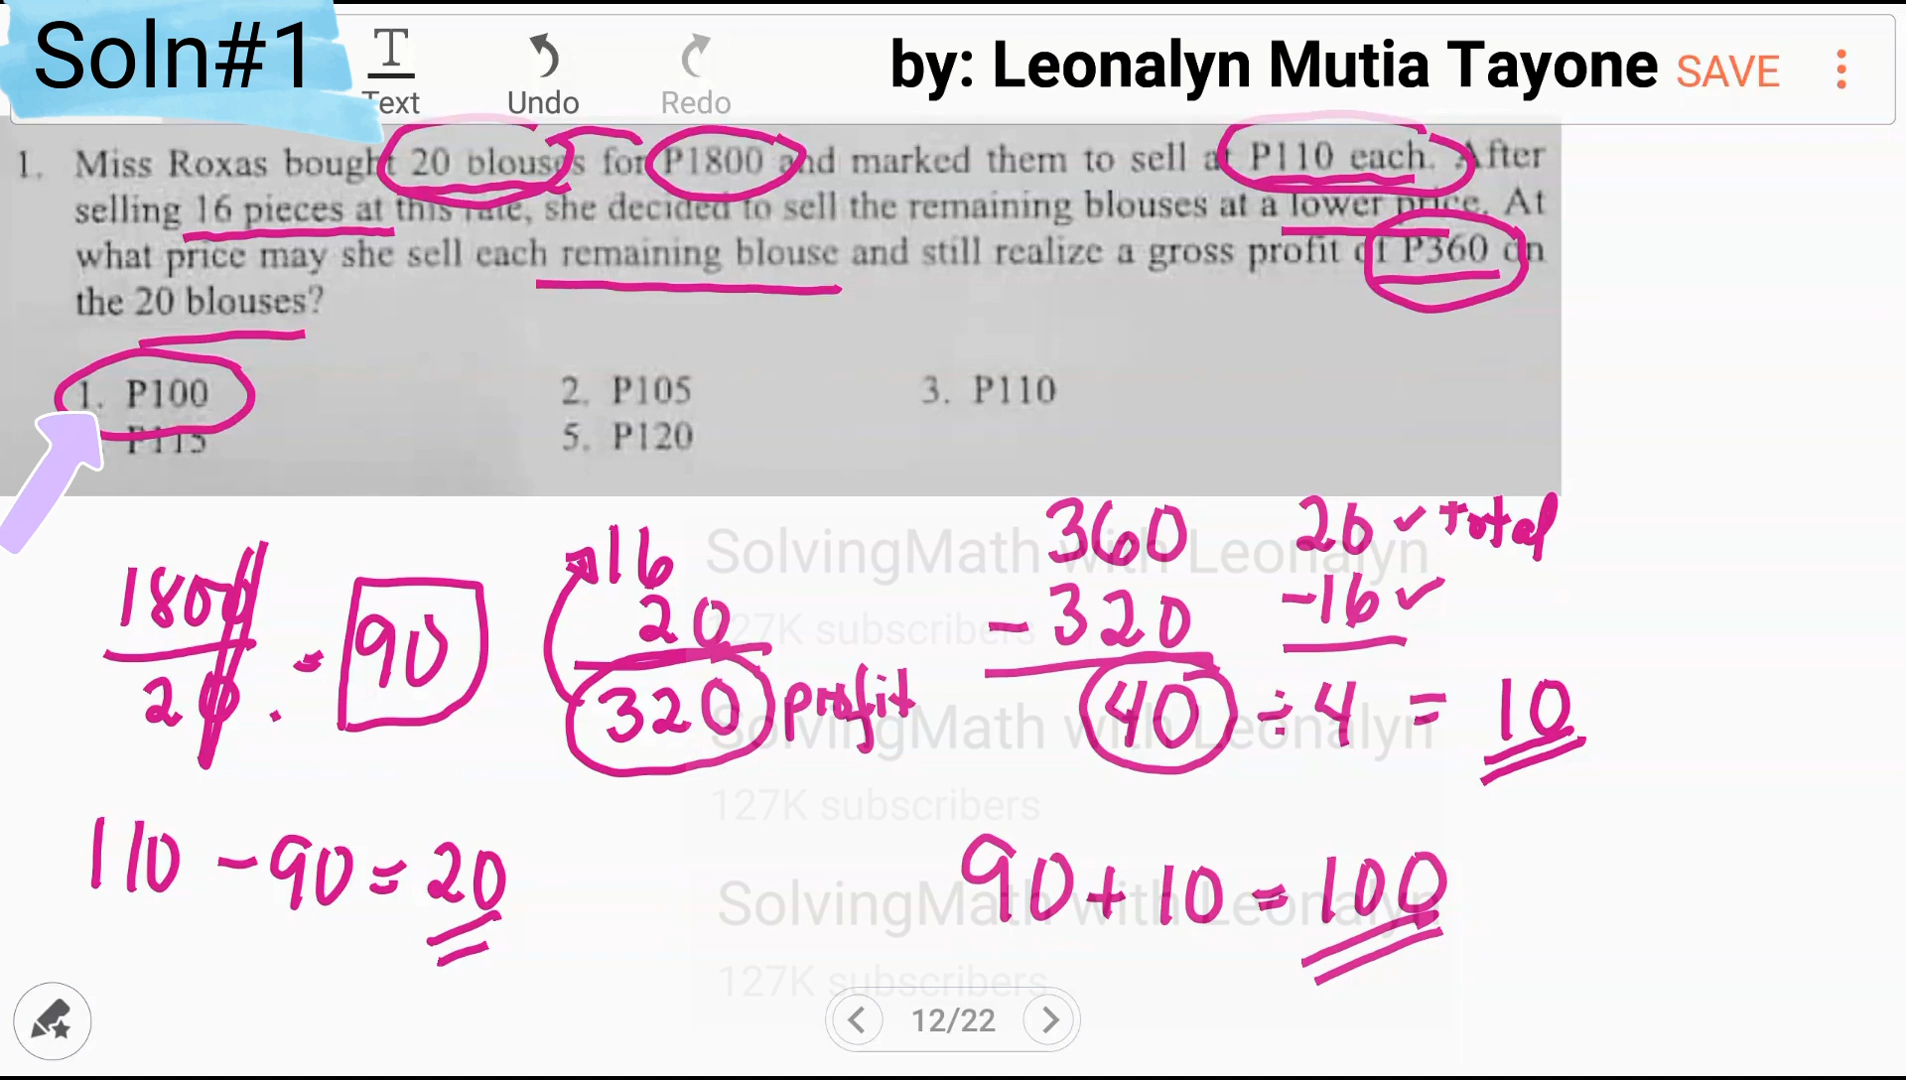 Soln#1
Text
Undo
Redo
by: Leonalyn Mutia Tayone
SAVE
1. Miss Roxas bought 20 blouses for P1800 and marked them to sell at P110 each. After
selling 16 pieces at this rate, she decided to sell the remaining blouses at a lower price. At
what price may she sell each remaining blouse and still realize a gross profit of P360 on
the 20 blouses?
1. P100 2. P105 3. P110
P115 5. P120
1800
20
= 90
16
20
320 profit
360
- 320
40 ÷ 4 = 10
20 ✓ total
-16 ✓
110 - 90 = 20
90 + 10 = 100
SolvingMath with Leonalyn
127K subscribers
SolvingMath with Leonalyn
127K subscribers
SolvingMath with Leonalyn
127K subscribers
12/22